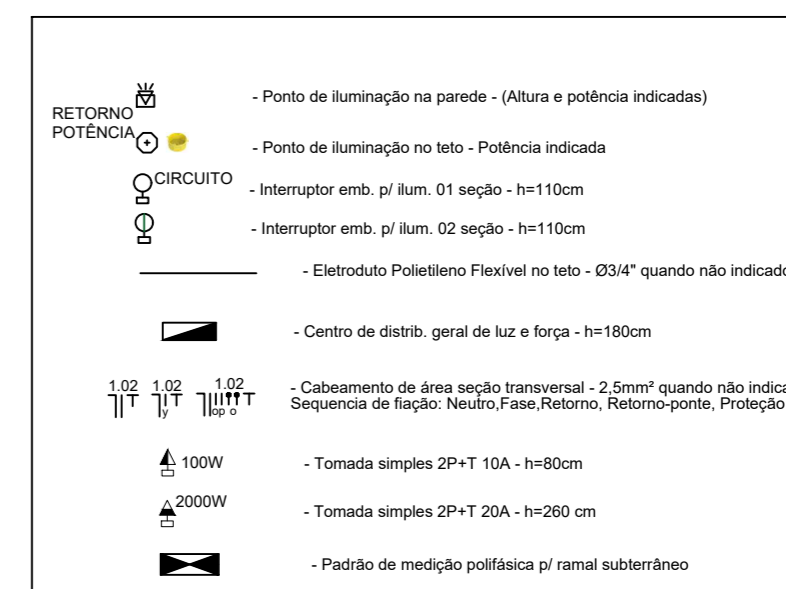 RETORNO
POTÊNCIA
- Ponto de iluminação na parede - (Altura e potência indicadas)
- Ponto de iluminação no teto - Potência indicada
CIRCUITO
- Interruptor emb. p/ ilum. 01 seção - h=110cm
- Interruptor emb. p/ ilum. 02 seção - h=110cm
- Eletroduto Polietileno Flexível no teto - Ø3/4" quando não indicado
- Centro de distrib. geral de luz e força - h=180cm
1.02 1.02 1.02
y op o
- Cabeamento de área seção transversal - 2,5mm² quando não indica
Sequencia de fiação: Neutro,Fase,Retorno, Retorno-ponte, Proteção
100W - Tomada simples 2P+T 10A - h=80cm
2000W - Tomada simples 2P+T 20A - h=260 cm
- Padrão de medição polifásica p/ ramal subterrâneo